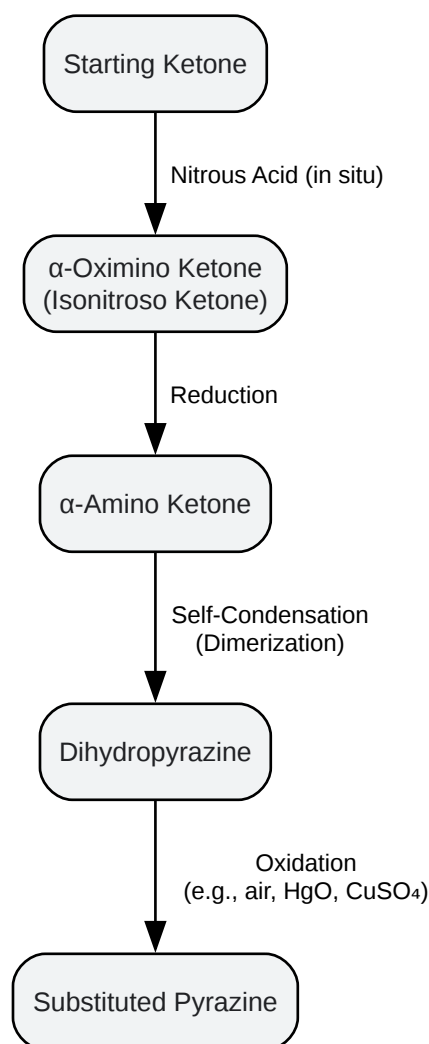 Starting Ketone
Nitrous Acid (in situ)
α-Oximino Ketone
(Isonitroso Ketone)
Reduction
α-Amino Ketone
Self-Condensation
(Dimerization)
Dihydropyrazine
Oxidation
(e.g., air, HgO, CuSO₄)
Substituted Pyrazine